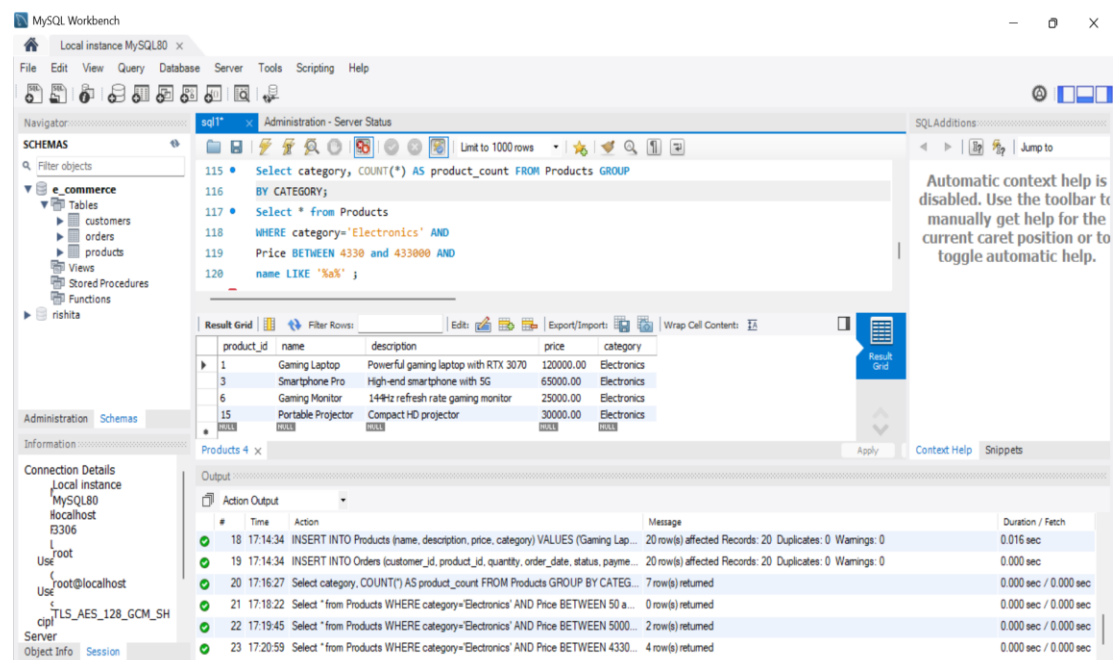 MySQL Workbench
Local instance MySQL80
File Edit View Query Database Server Tools Scripting Help
Navigator
SCHEMAS
Filter objects
e_commerce
Tables
customers
orders
products
Views
Stored Procedures
Functions
rishita
Administration Schemas
Information
Connection Details
Local instance
MySQL80
localhost
3306
root
Use
root@localhost
Use
TLS_AES_128_GCM_SH
cipl
Server
Object Info Session
sql1* Administration - Server Status
Limit to 1000 rows
115 Select category, COUNT(*) AS product_count FROM Products GROUP
116 BY CATEGORY;
117 Select * from Products
118 WHERE category='Electronics' AND
119 Price BETWEEN 4330 and 433000 AND
120 name LIKE '%a%' ;
Result Grid Filter Rows: Edit: Export/Import: Wrap Cell Content:
product_id name description price category
1 Gaming Laptop Powerful gaming laptop with RTX 3070 120000.00 Electronics
3 Smartphone Pro High-end smartphone with 5G 65000.00 Electronics
6 Gaming Monitor 144Hz refresh rate gaming monitor 25000.00 Electronics
15 Portable Projector Compact HD projector 30000.00 Electronics
NULL NULL NULL NULL NULL
Result
Grid
Products 4 Apply
Output
Action Output
# Time Action Message Duration / Fetch
18 17:14:34 INSERT INTO Products (name, description, price, category) VALUES ('Gaming Lap... 20 row(s) affected Records: 20 Duplicates: 0 Warnings: 0 0.016 sec
19 17:14:34 INSERT INTO Orders (customer_id, product_id, quantity, order_date, status, payme... 20 row(s) affected Records: 20 Duplicates: 0 Warnings: 0 0.000 sec
20 17:16:27 Select category, COUNT(*) AS product_count FROM Products GROUP BY CATEG... 7 row(s) returned 0.000 sec / 0.000 sec
21 17:18:22 Select * from Products WHERE category='Electronics' AND Price BETWEEN 50 a... 0 row(s) returned 0.000 sec / 0.000 sec
22 17:19:45 Select * from Products WHERE category='Electronics' AND Price BETWEEN 5000... 2 row(s) returned 0.000 sec / 0.000 sec
23 17:20:59 Select * from Products WHERE category='Electronics' AND Price BETWEEN 4330... 4 row(s) returned 0.000 sec / 0.000 sec
SQLAdditions
Jump to
Automatic context help is
disabled. Use the toolbar to
manually get help for the
current caret position or to
toggle automatic help.
Context Help Snippets